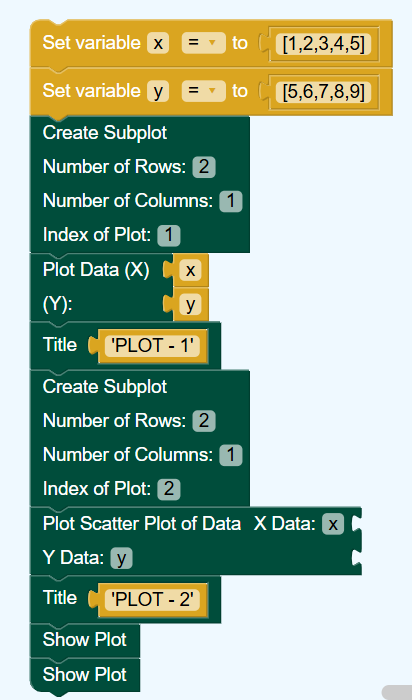 Set variable x = to [1,2,3,4,5]
Set variable y = to [5,6,7,8,9]
Create Subplot
Number of Rows: 2
Number of Columns: 1
Index of Plot: 1
Plot Data (X) x
(Y): y
Title 'PLOT - 1'
Create Subplot
Number of Rows: 2
Number of Columns: 1
Index of Plot: 2
Plot Scatter Plot of Data X Data: x
Y Data: y
Title 'PLOT - 2'
Show Plot
Show Plot